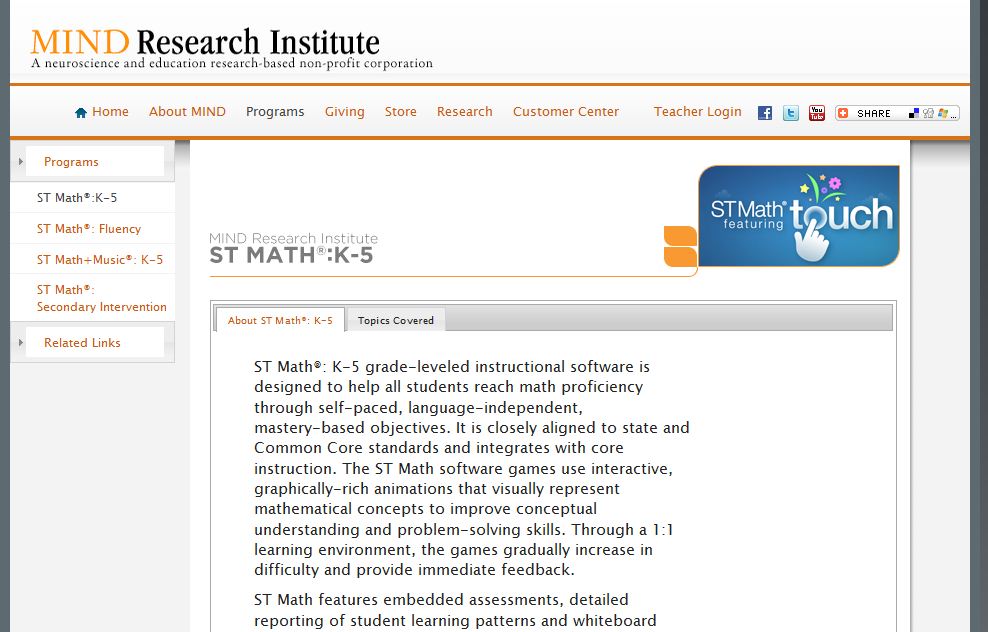 MIND Research Institute
A neuroscience and education research-based non-profit corporation
Home About MIND Programs Giving Store Research Customer Center Teacher Login SHARE
Programs
ST Math®:K-5
ST Math®: Fluency
ST Math+Music®: K-5
ST Math®:
Secondary Intervention
Related Links
STMath® touch
featuring
MIND Research Institute
ST MATH®:K-5
About ST Math®: K-5 Topics Covered
ST Math®: K-5 grade-leveled instructional software is
designed to help all students reach math proficiency
through self-paced, language-independent,
mastery-based objectives. It is closely aligned to state and
Common Core standards and integrates with core
instruction. The ST Math software games use interactive,
graphically-rich animations that visually represent
mathematical concepts to improve conceptual
understanding and problem-solving skills. Through a 1:1
learning environment, the games gradually increase in
difficulty and provide immediate feedback.
ST Math features embedded assessments, detailed
reporting of student learning patterns and whiteboard